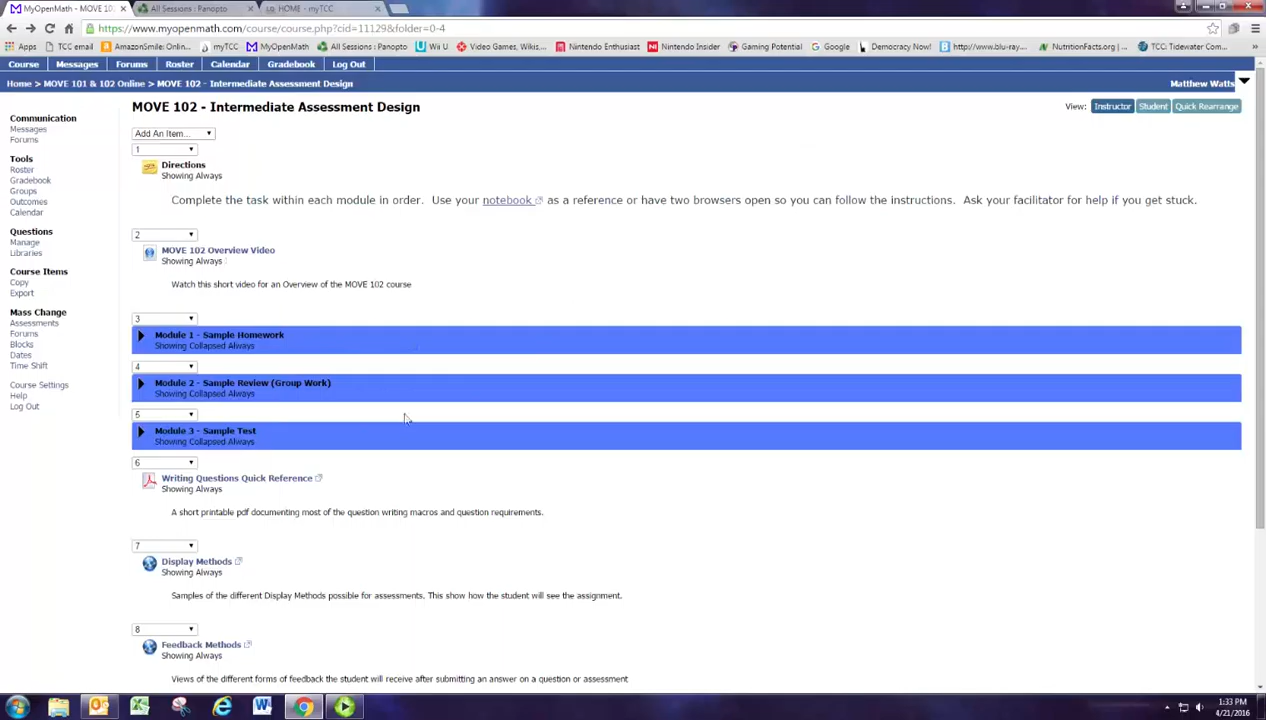 MyOpenMath - MOVE 10
All Sessions : Panopto
HOME - myTCC
https://www.myopenmath.com/course/course.php?cid=11129&folder=0-4
Apps TCC email AmazonSmile: Onlin... myTCC MyOpenMath All Sessions : Panopto Wii U Video Games, Wikis,... Nintendo Enthusiast Nintendo Insider Gaming Potential Google Democracy Now! http://www.blu-ray... NutritionFacts.org |... TCC: Tidewater Com...
Course Messages Forums Roster Calendar Gradebook Log Out
Home > MOVE 101 & 102 Online > MOVE 102 - Intermediate Assessment Design
Matthew Watts
Communication
Messages
Forums
Tools
Roster
Gradebook
Groups
Outcomes
Calendar
Questions
Manage
Libraries
Course Items
Copy
Export
Mass Change
Assessments
Forums
Blocks
Dates
Time Shift
Course Settings
Help
Log Out
MOVE 102 - Intermediate Assessment Design
View: Instructor Student Quick Rearrange
Add An Item...
1
Directions
Showing Always
Complete the task within each module in order. Use your notebook as a reference or have two browsers open so you can follow the instructions. Ask your facilitator for help if you get stuck.
2
MOVE 102 Overview Video
Showing Always
Watch this short video for an Overview of the MOVE 102 course
3
Module 1 - Sample Homework
Showing Collapsed Always
4
Module 2 - Sample Review (Group Work)
Showing Collapsed Always
5
Module 3 - Sample Test
Showing Collapsed Always
6
Writing Questions Quick Reference
Showing Always
A short printable pdf documenting most of the question writing macros and question requirements.
7
Display Methods
Showing Always
Samples of the different Display Methods possible for assessments. This show how the student will see the assignment.
8
Feedback Methods
Showing Always
Views of the different forms of feedback the student will receive after submitting an answer on a question or assessment
1:33 PM
4/21/2016